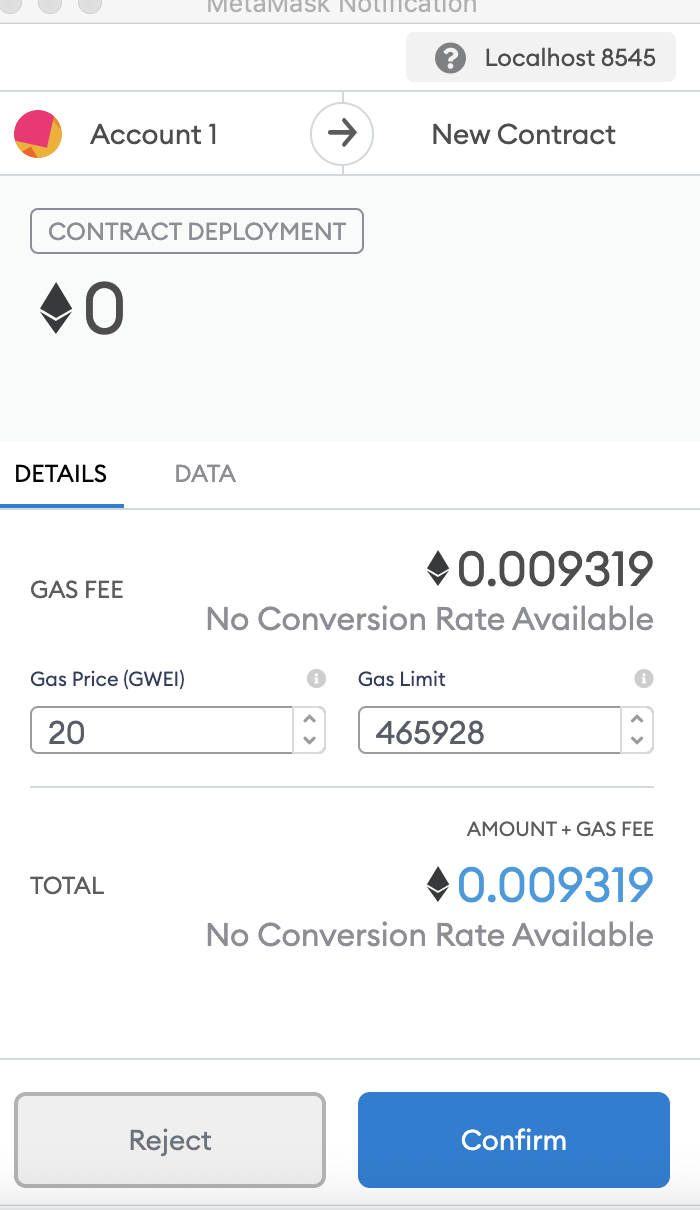 MetaMask Notification
Localhost 8545
Account 1
New Contract
CONTRACT DEPLOYMENT
0
DETAILS DATA
GAS FEE
0.009319
No Conversion Rate Available
Gas Price (GWEI) Gas Limit
20 465928
AMOUNT + GAS FEE
TOTAL
0.009319
No Conversion Rate Available
Reject Confirm